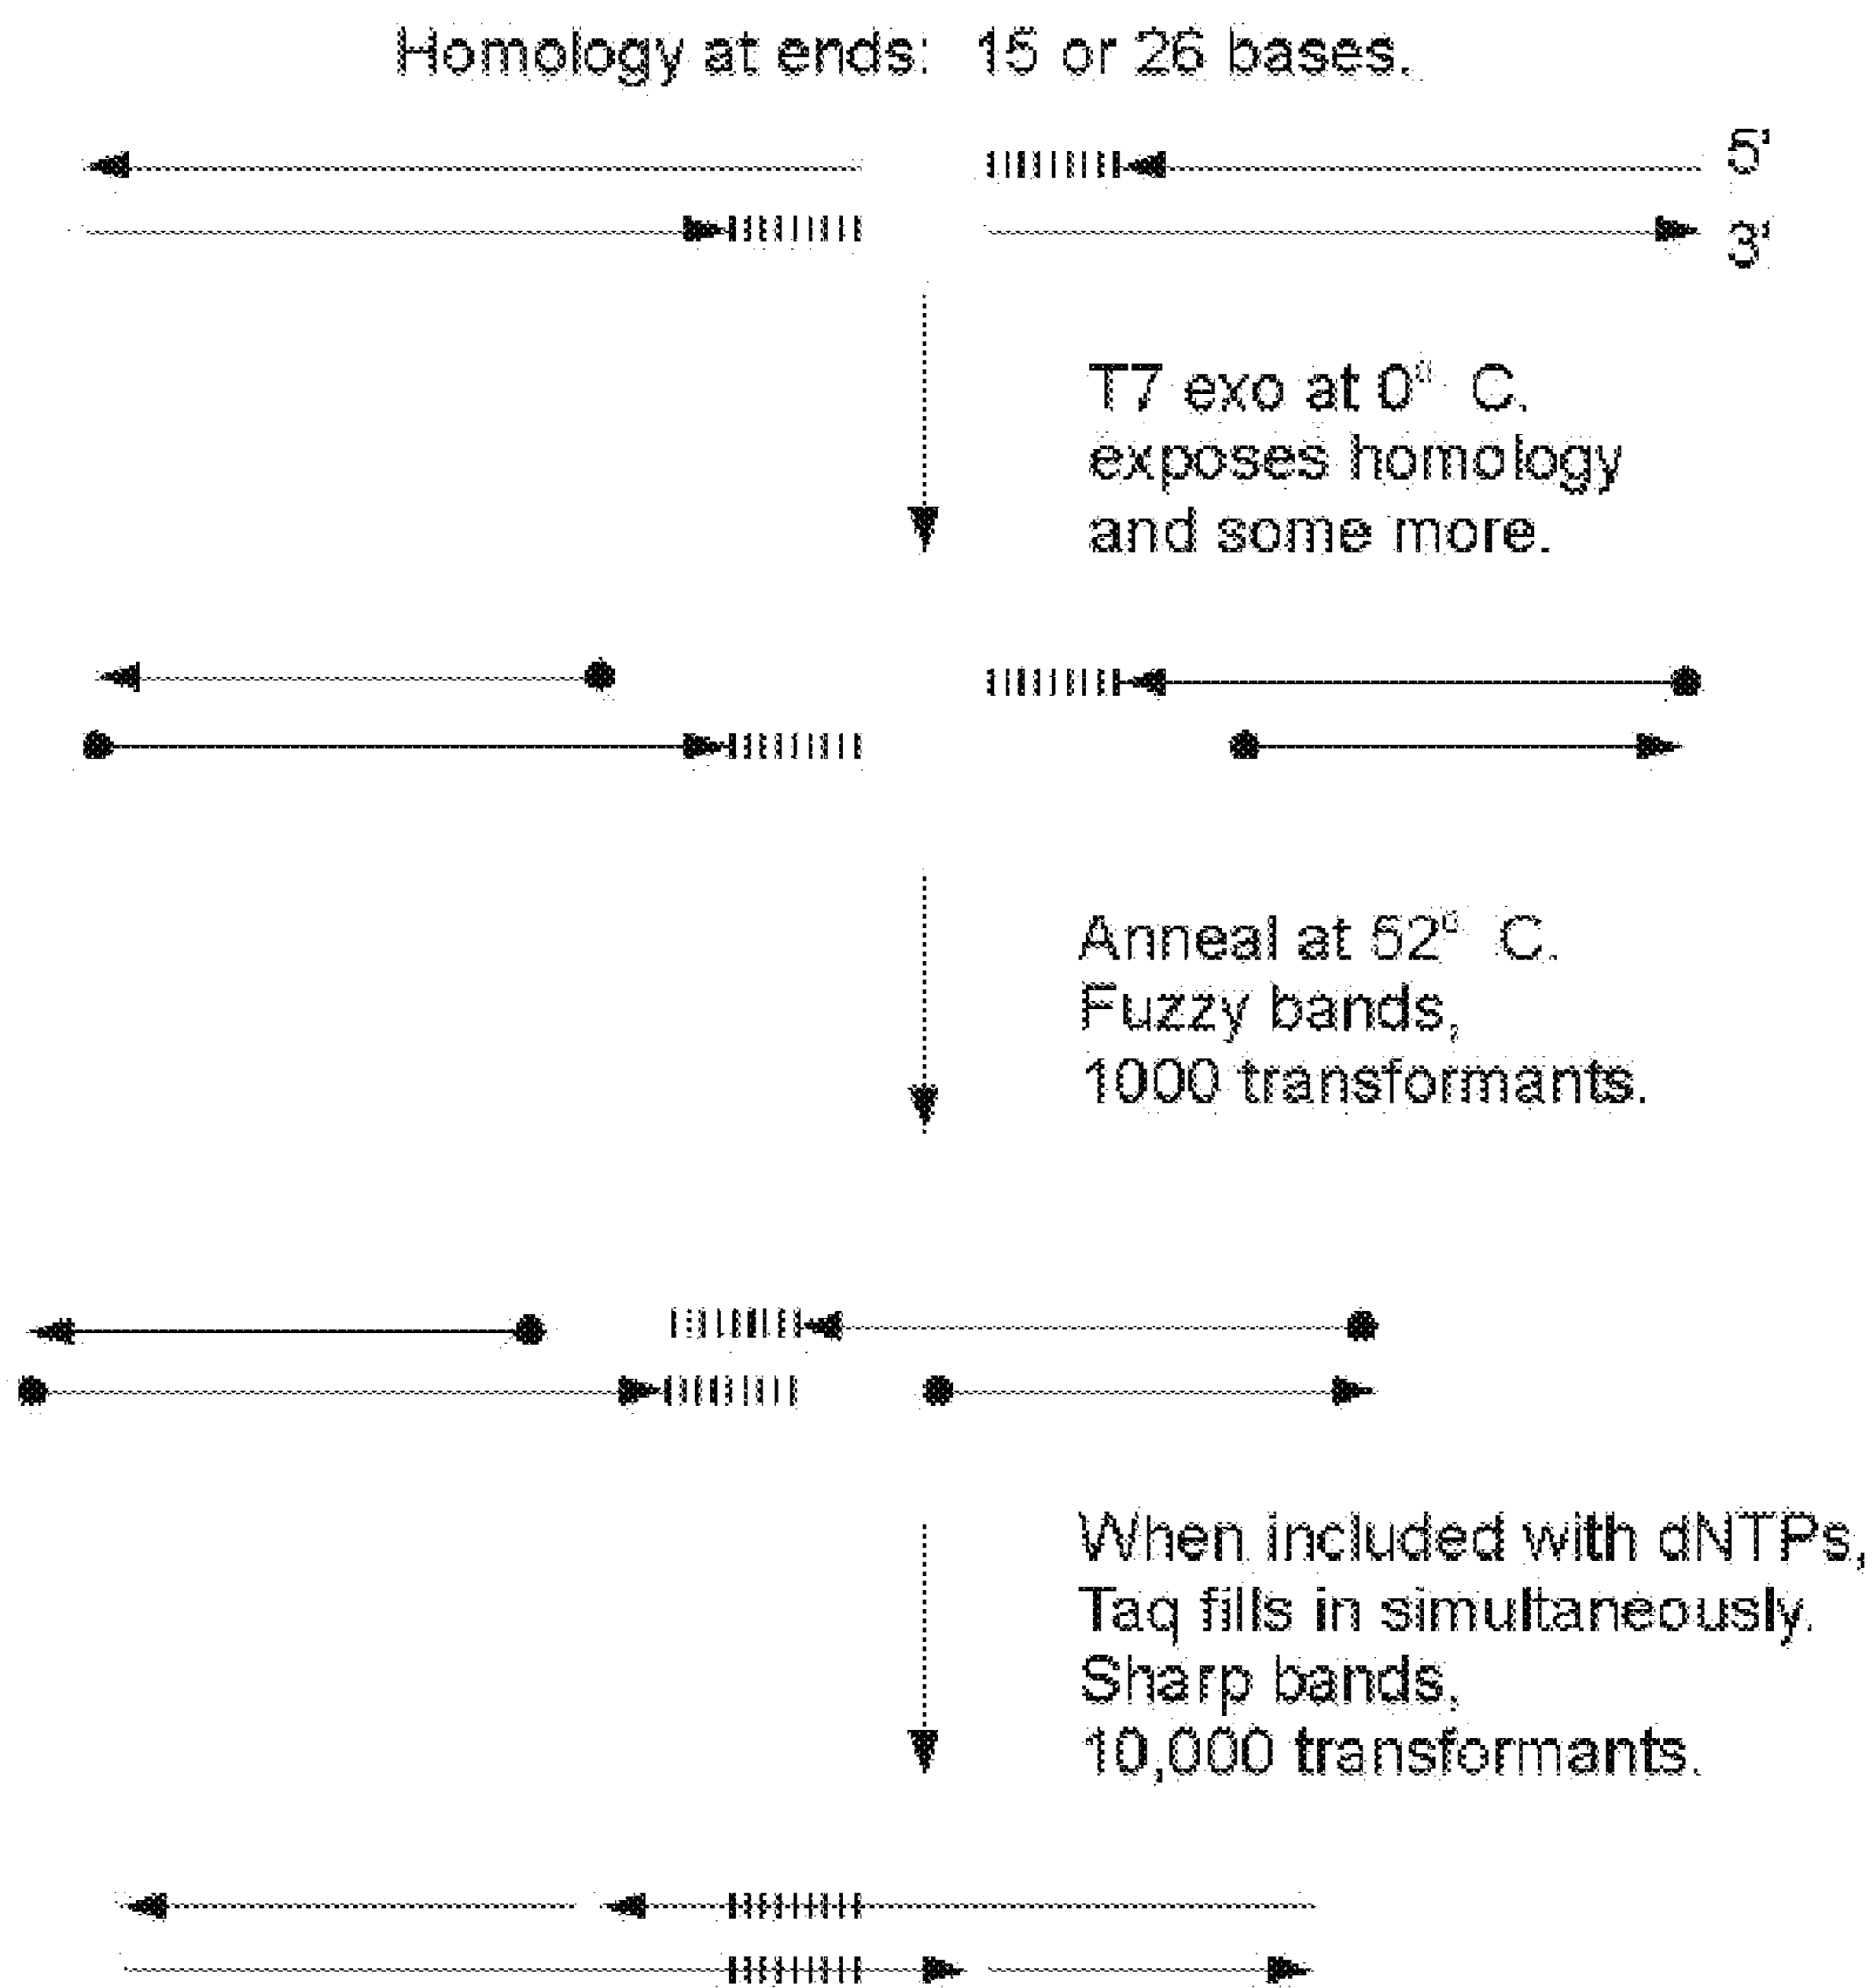 Homology at ends: 15 or 26 bases.
5'
3'
T7 exo at 0° C.
exposes homology
and some more.
Anneal at 52° C.
Fuzzy bands,
1000 transformants.
When included with dNTPs,
Taq fills in simultaneously.
Sharp bands,
10,000 transformants.